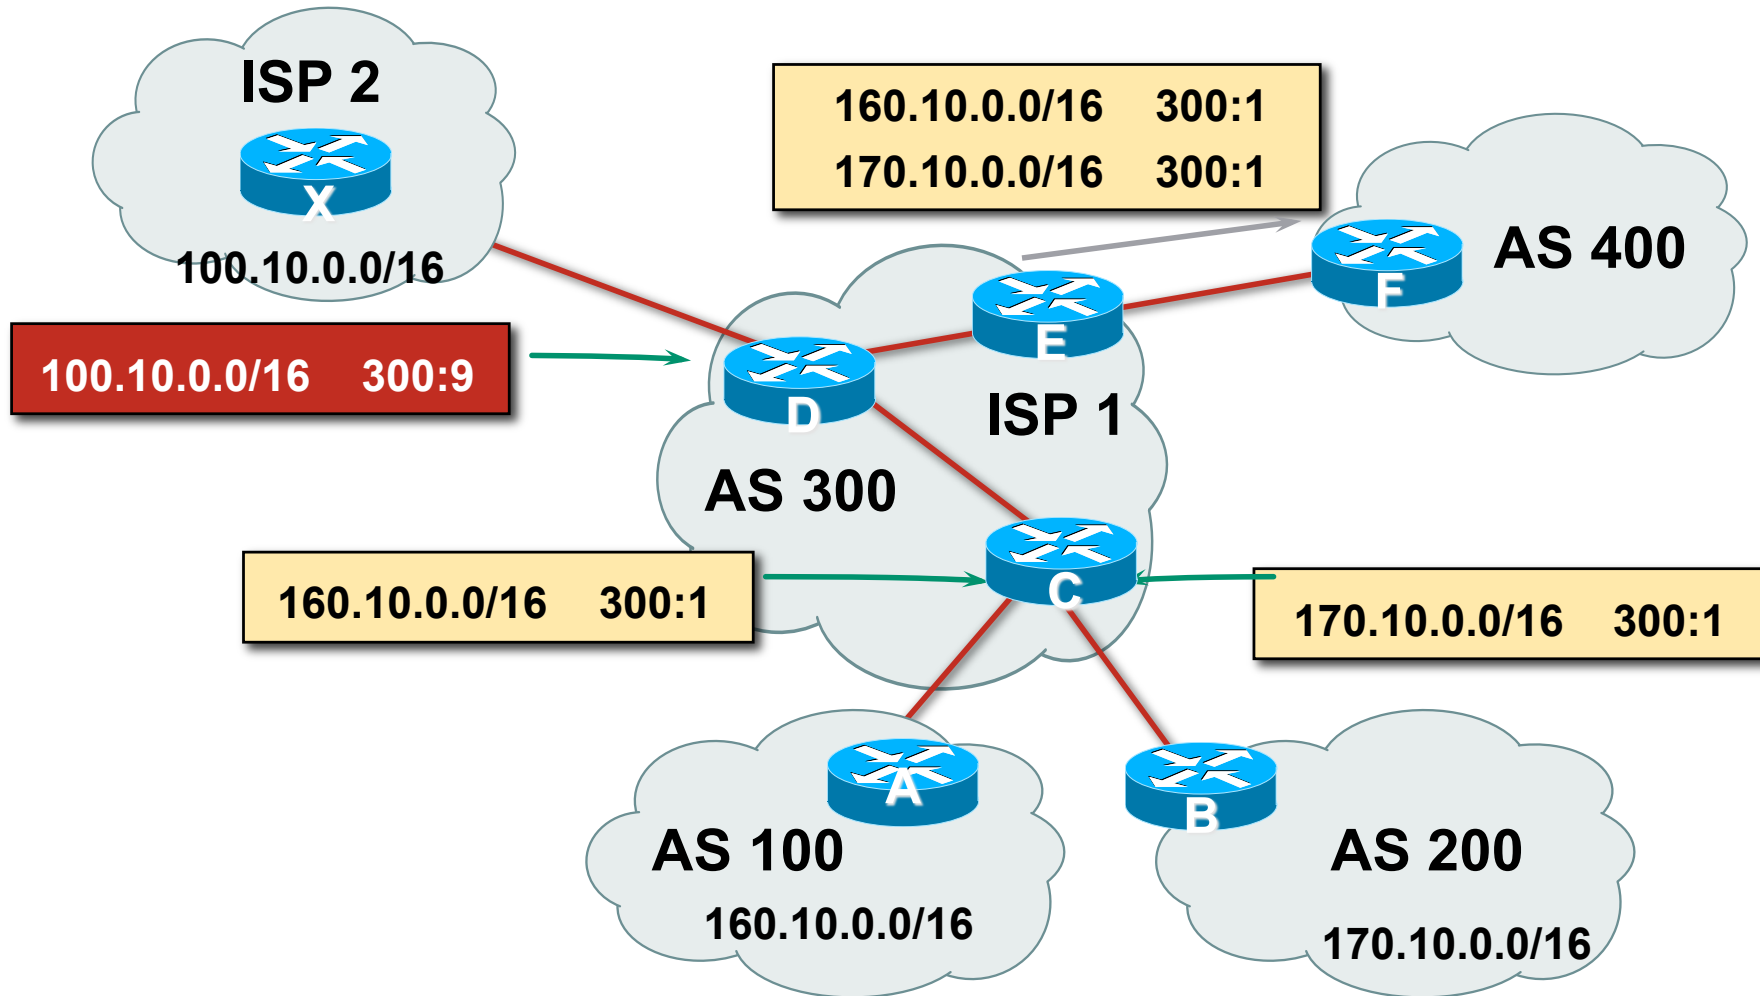 ISP 2
X
100.10.0.0/16
160.10.0.0/16 300:1
170.10.0.0/16 300:1
AS 400
F
E
100.10.0.0/16 300:9
D
ISP 1
AS 300
160.10.0.0/16 300:1
C
170.10.0.0/16 300:1
A
AS 100
160.10.0.0/16
B
AS 200
170.10.0.0/16